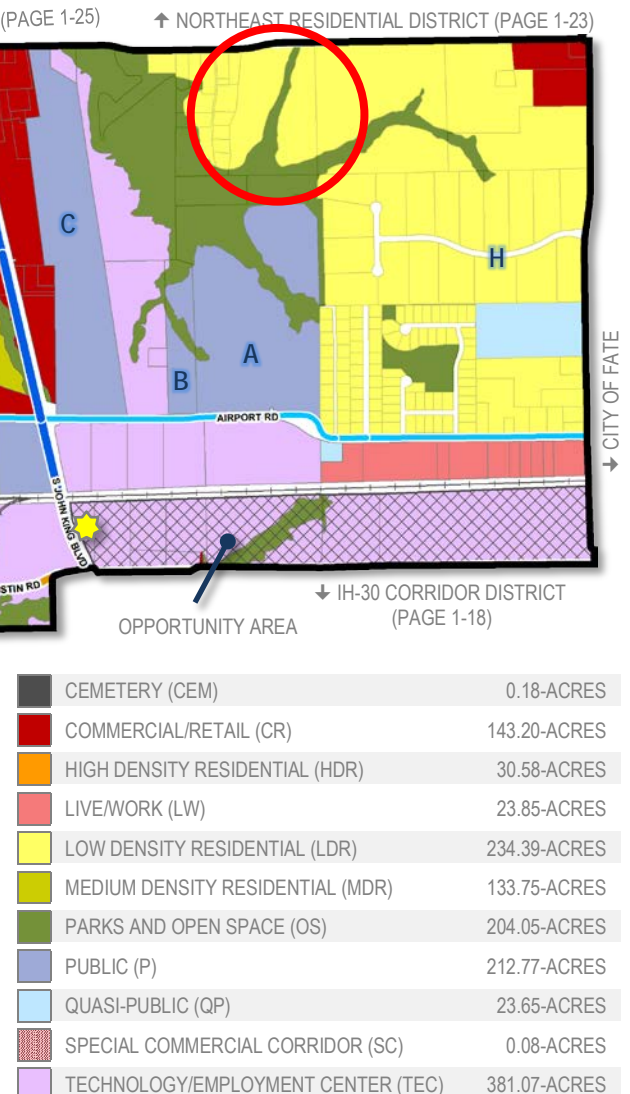 (PAGE 1-25)
↑ NORTHEAST RESIDENTIAL DISTRICT (PAGE 1-23)
C
H
A
B
AIRPORT RD
↓ CITY OF FATE
S JOHN KING BLVD
STIN RD
↓ IH-30 CORRIDOR DISTRICT
(PAGE 1-18)
OPPORTUNITY AREA
CEMETERY (CEM) 0.18-ACRES
COMMERCIAL/RETAIL (CR) 143.20-ACRES
HIGH DENSITY RESIDENTIAL (HDR) 30.58-ACRES
LIVE/WORK (LW) 23.85-ACRES
LOW DENSITY RESIDENTIAL (LDR) 234.39-ACRES
MEDIUM DENSITY RESIDENTIAL (MDR) 133.75-ACRES
PARKS AND OPEN SPACE (OS) 204.05-ACRES
PUBLIC (P) 212.77-ACRES
QUASI-PUBLIC (QP) 23.65-ACRES
SPECIAL COMMERCIAL CORRIDOR (SC) 0.08-ACRES
TECHNOLOGY/EMPLOYMENT CENTER (TEC) 381.07-ACRES